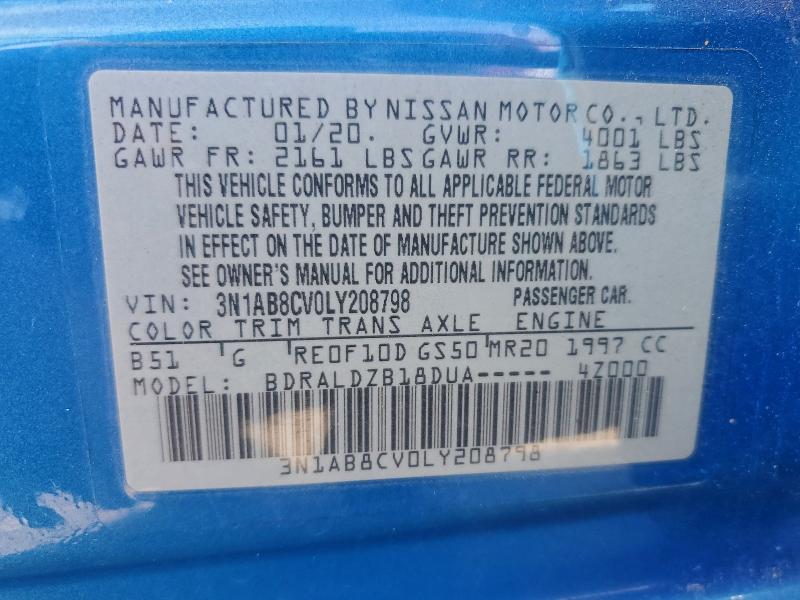 MANUFACTURED BY NISSAN MOTOR CO., LTD.
DATE: 01/20. GVWR: 4001 LBS
GAWR FR: 2161 LBS GAWR RR: 1863 LBS
THIS VEHICLE CONFORMS TO ALL APPLICABLE FEDERAL MOTOR
VEHICLE SAFETY, BUMPER AND THEFT PREVENTION STANDARDS
IN EFFECT ON THE DATE OF MANUFACTURE SHOWN ABOVE.
SEE OWNER'S MANUAL FOR ADDITIONAL INFORMATION.
VIN: 3N1AB8CV0LY208798 PASSENGER CAR.
COLOR TRIM TRANS AXLE ENGINE
B51 G RE0F10D GS50 MR20 1997 CC
MODEL: BDRALDZB18DUA----- 4Z000
3N1AB8CV0LY208798